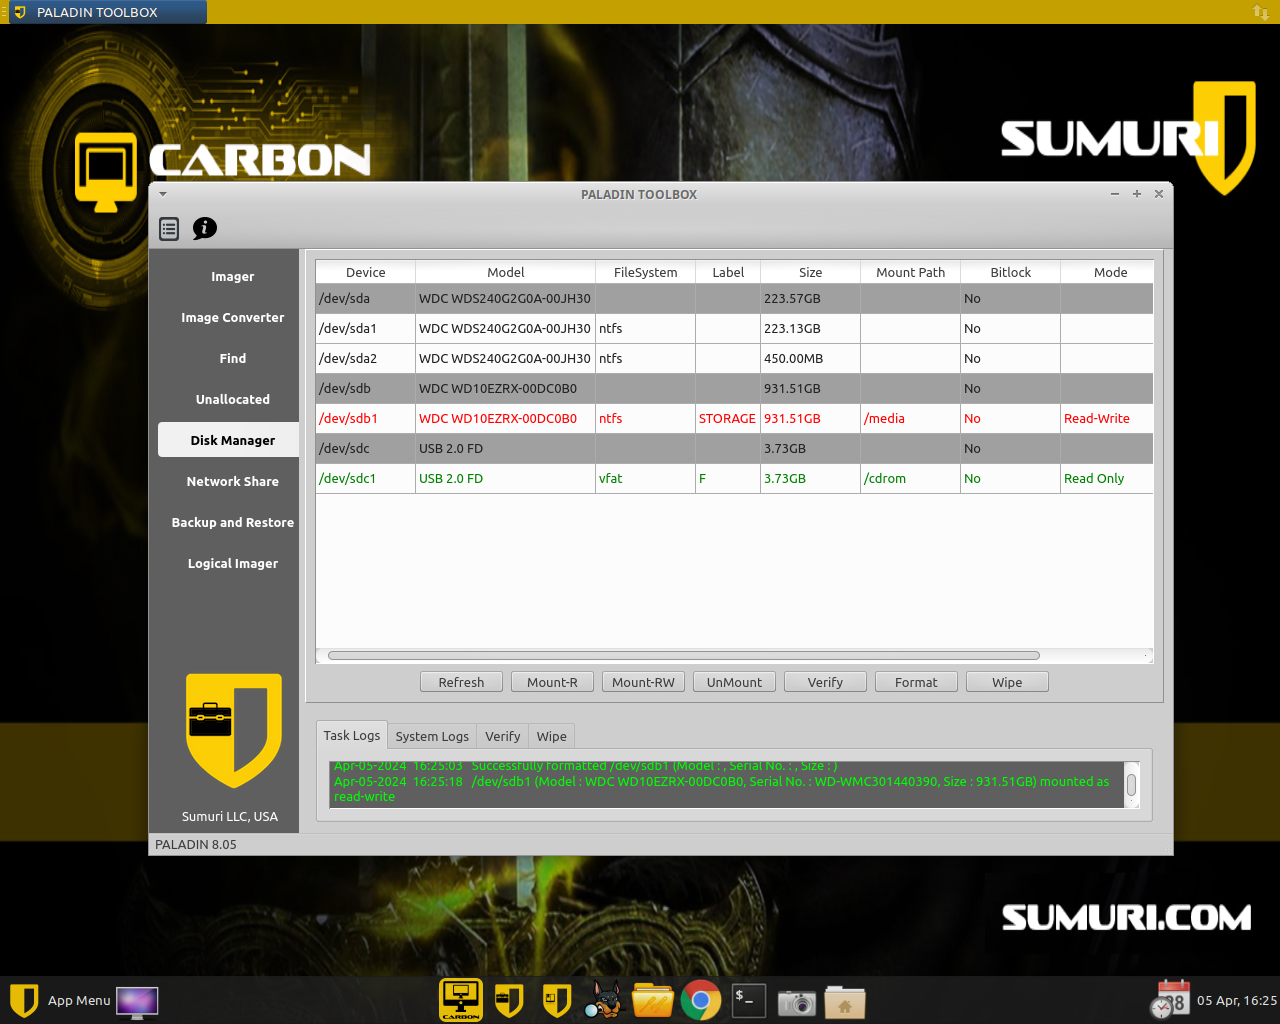 PALADIN TOOLBOX
CARBON
SUMURI
PALADIN TOOLBOX
Imager
Image Converter
Find
Unallocated
Disk Manager
Network Share
Backup and Restore
Logical Imager
Sumuri LLC, USA
Device Model FileSystem Label Size Mount Path Bitlock Mode
/dev/sda WDC WDS240G2G0A-00JH30 223.57GB No
/dev/sda1 WDC WDS240G2G0A-00JH30 ntfs 223.13GB No
/dev/sda2 WDC WDS240G2G0A-00JH30 ntfs 450.00MB No
/dev/sdb WDC WD10EZRX-00DC0B0 931.51GB No
/dev/sdb1 WDC WD10EZRX-00DC0B0 ntfs STORAGE 931.51GB /media No Read-Write
/dev/sdc USB 2.0 FD 3.73GB No
/dev/sdc1 USB 2.0 FD vfat F 3.73GB /cdrom No Read Only
Refresh Mount-R Mount-RW UnMount Verify Format Wipe
Task Logs System Logs Verify Wipe
Apr-05-2024 16:25:03 Successfully formatted /dev/sdb1 (Model : , Serial No. : , Size : )
Apr-05-2024 16:25:18 /dev/sdb1 (Model : WDC WD10EZRX-00DC0B0, Serial No. : WD-WMC301440390, Size : 931.51GB) mounted as
read-write
PALADIN 8.05
SUMURI.COM
App Menu
CARBON
$_
05 Apr, 16:25